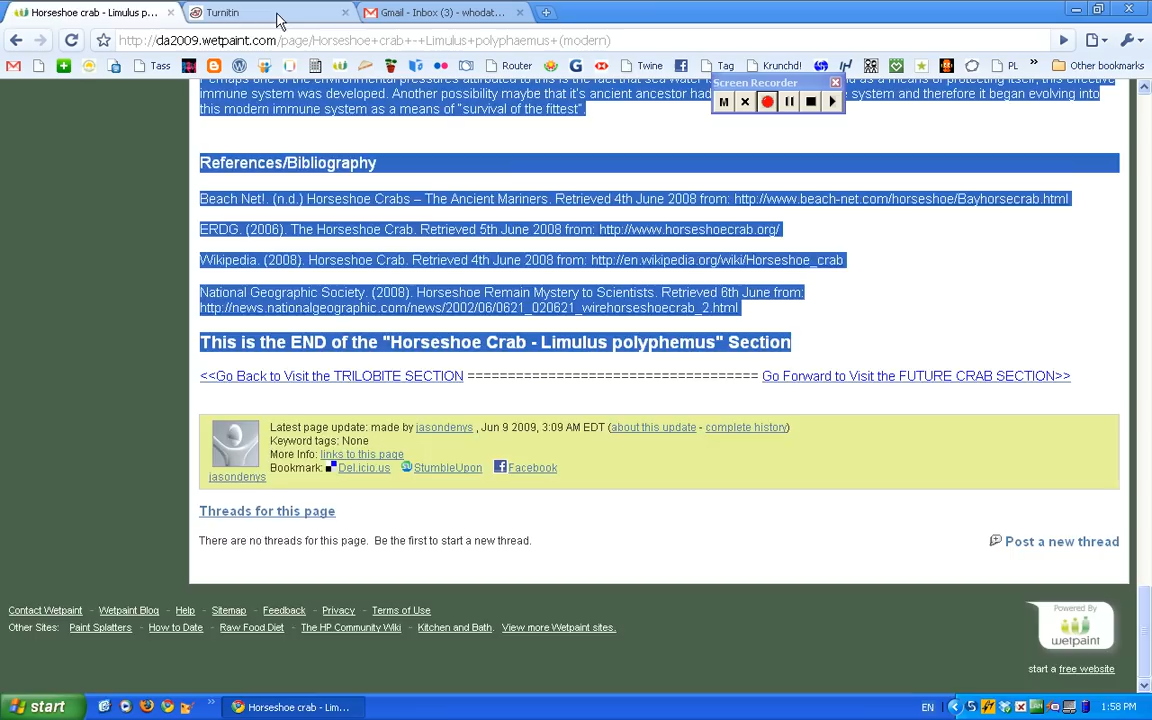 Horseshoe crab - Limulus p...
Turnitin
Gmail - Inbox (3) - whodat...
http://da2009.wetpaint.com/page/Horseshoe+crab+-+Limulus+polyphaemus+(modern)
Tass
Router
Twine
Tag
Krunchd!
PL
Other bookmarks
Screen Recorder
M
immune system was developed. Another possibility maybe that it's ancient ancestor had
e system and therefore it began evolving into
this modern immune system as a means of "survival of the fittest".
References/Bibliography
Beach Net!. (n.d.) Horseshoe Crabs – The Ancient Mariners. Retrieved 4th June 2008 from: http://www.beach-net.com/horseshoe/Bayhorsecrab.html
ERDG. (2006). The Horseshoe Crab. Retrieved 5th June 2008 from: http://www.horseshoecrab.org/
Wikipedia. (2008). Horseshoe Crab. Retrieved 4th June 2008 from: http://en.wikipedia.org/wiki/Horseshoe_crab
National Geographic Society. (2008). Horseshoe Remain Mystery to Scientists. Retrieved 6th June from:
http://news.nationalgeographic.com/news/2002/06/0621_020621_wirehorseshoecrab_2.html
This is the END of the "Horseshoe Crab - Limulus polyphemus" Section
<<Go Back to Visit the TRILOBITE SECTION =================================== Go Forward to Visit the FUTURE CRAB SECTION>>
Latest page update: made by jasondenys , Jun 9 2009, 3:09 AM EDT (about this update - complete history)
Keyword tags: None
More Info: links to this page
Bookmark: Del.icio.us StumbleUpon Facebook
jasondenys
Threads for this page
There are no threads for this page. Be the first to start a new thread.
Post a new thread
Contact Wetpaint - Wetpaint Blog - Help - Sitemap - Feedback - Privacy - Terms of Use
Other Sites: Paint Splatters - How to Date - Raw Food Diet - The HP Community Wiki - Kitchen and Bath. View more Wetpaint sites.
Powered By
wetpaint
start a free website
start
Horseshoe crab - Lim...
EN
1:58 PM